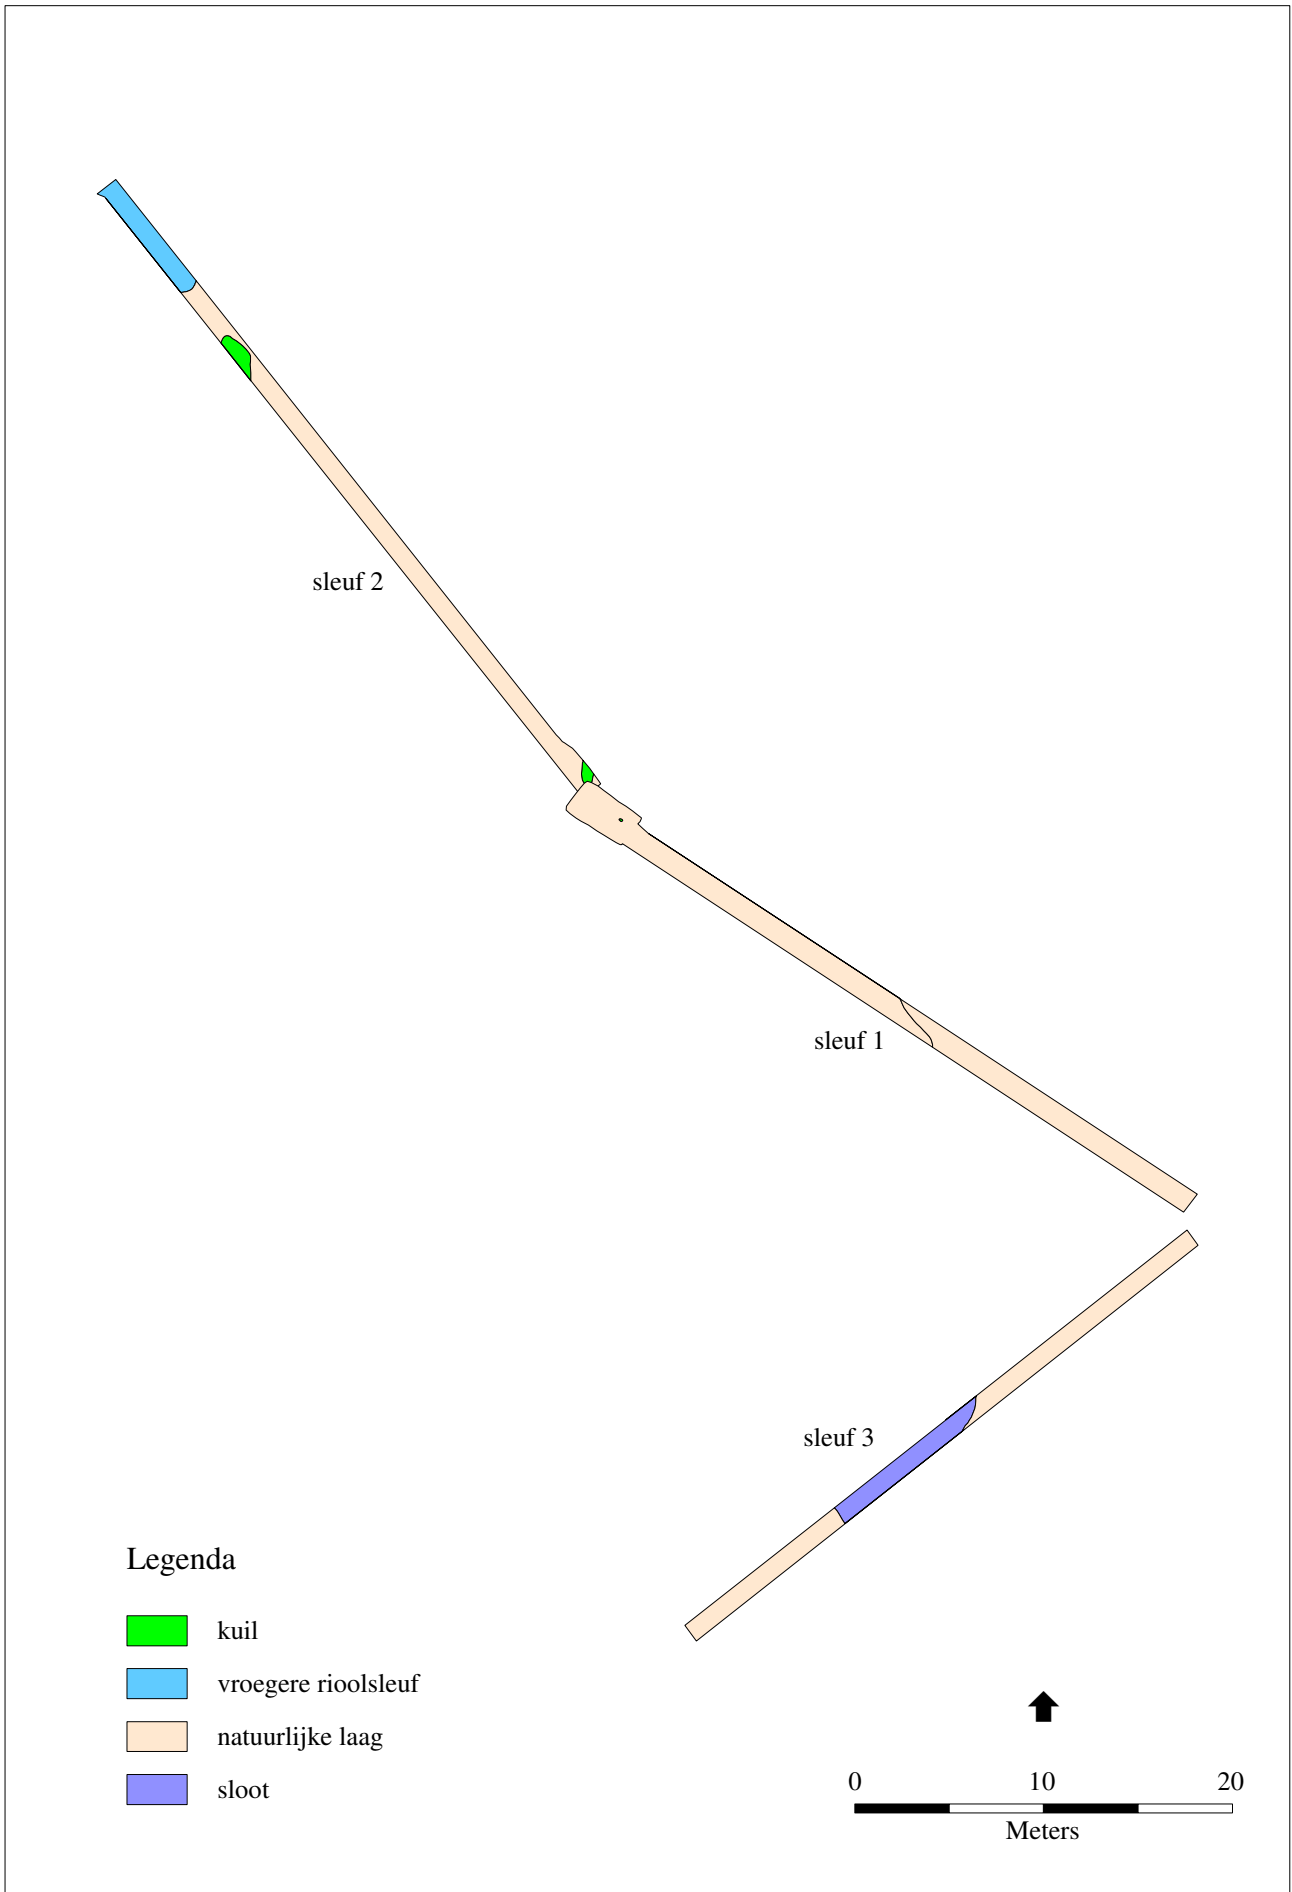 sleuf 2
sleuf 1
sleuf 3
Legenda
kuil
vroegere rioolsleuf
natuurlijke laag
sloot
0 10 20
Meters